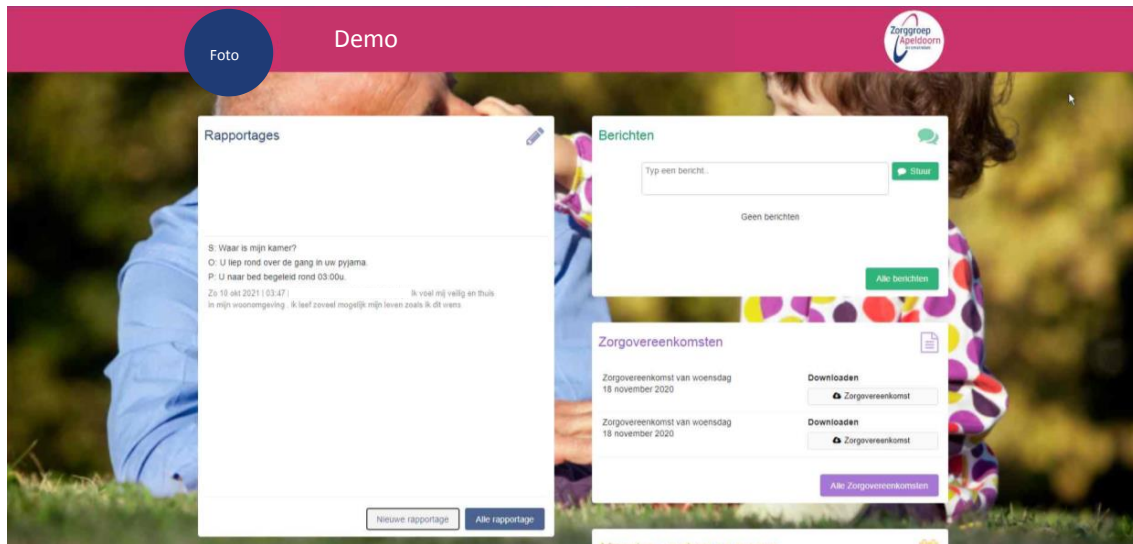 Foto
Demo
Zorggroep
Apeldoorn
Rapportages
S: Waar is mijn kamer?
O: U liep rond over de gang in uw pyjama.
P: U naar bed begeleid rond 03:00u.
Zo 10 okt 2021 | 03:47 | Ik voel mij veilig en thuis
in mijn woonomgeving , ik leef zoveel mogelijk mijn leven zoals ik dit wens
Nieuwe rapportage
Alle rapportage
Berichten
Typ een bericht..
Stuur
Geen berichten
Alle berichten
Zorgovereenkomsten
Zorgovereenkomst van woensdag
18 november 2020
Downloaden
Zorgovereenkomst
Zorgovereenkomst van woensdag
18 november 2020
Downloaden
Zorgovereenkomst
Alle Zorgovereenkomsten